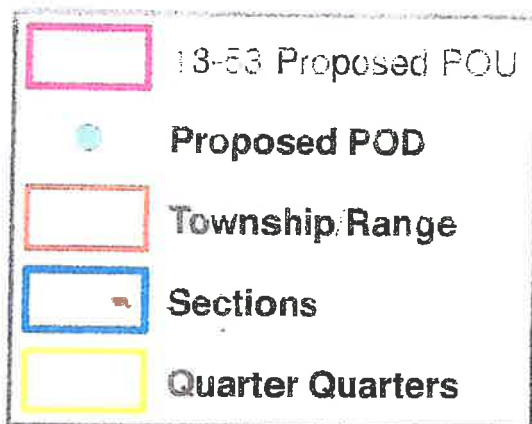 13-53 Proposed POU
Proposed POD
Township/Range
Sections
Quarter Quarters